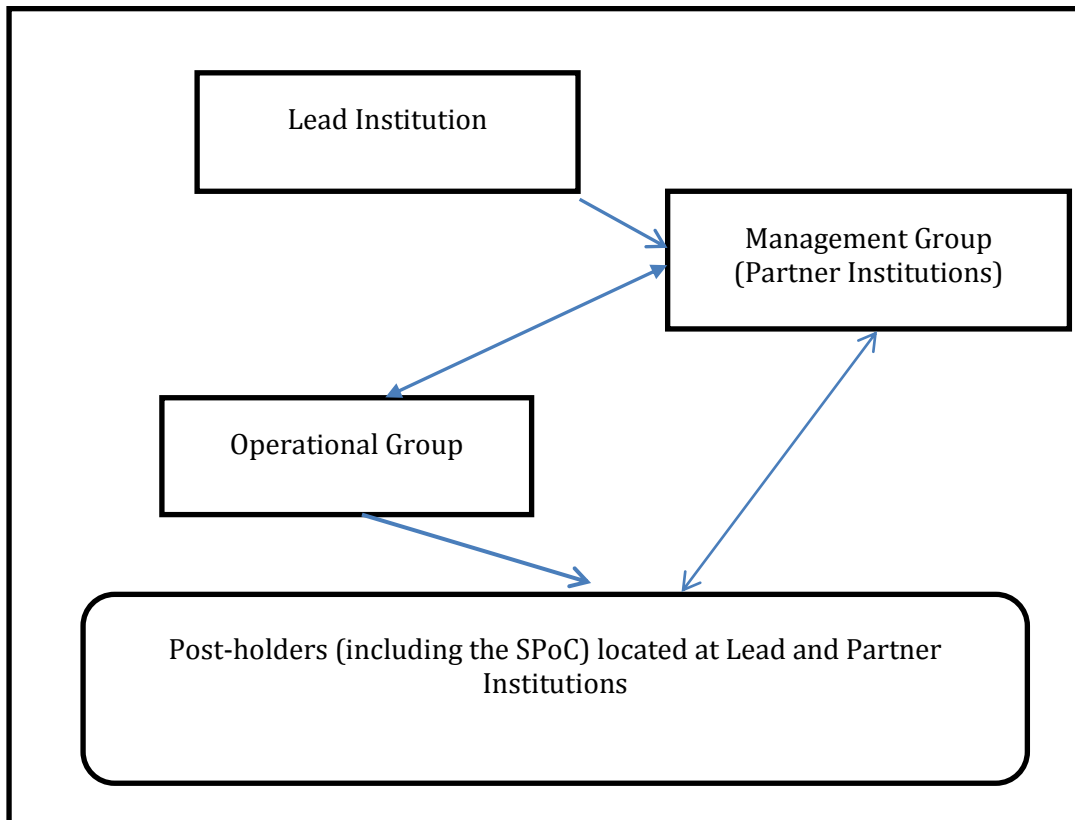 Lead Institution
Management Group
(Partner Institutions)
Operational Group
Post-holders (including the SPoC) located at Lead and Partner
Institutions